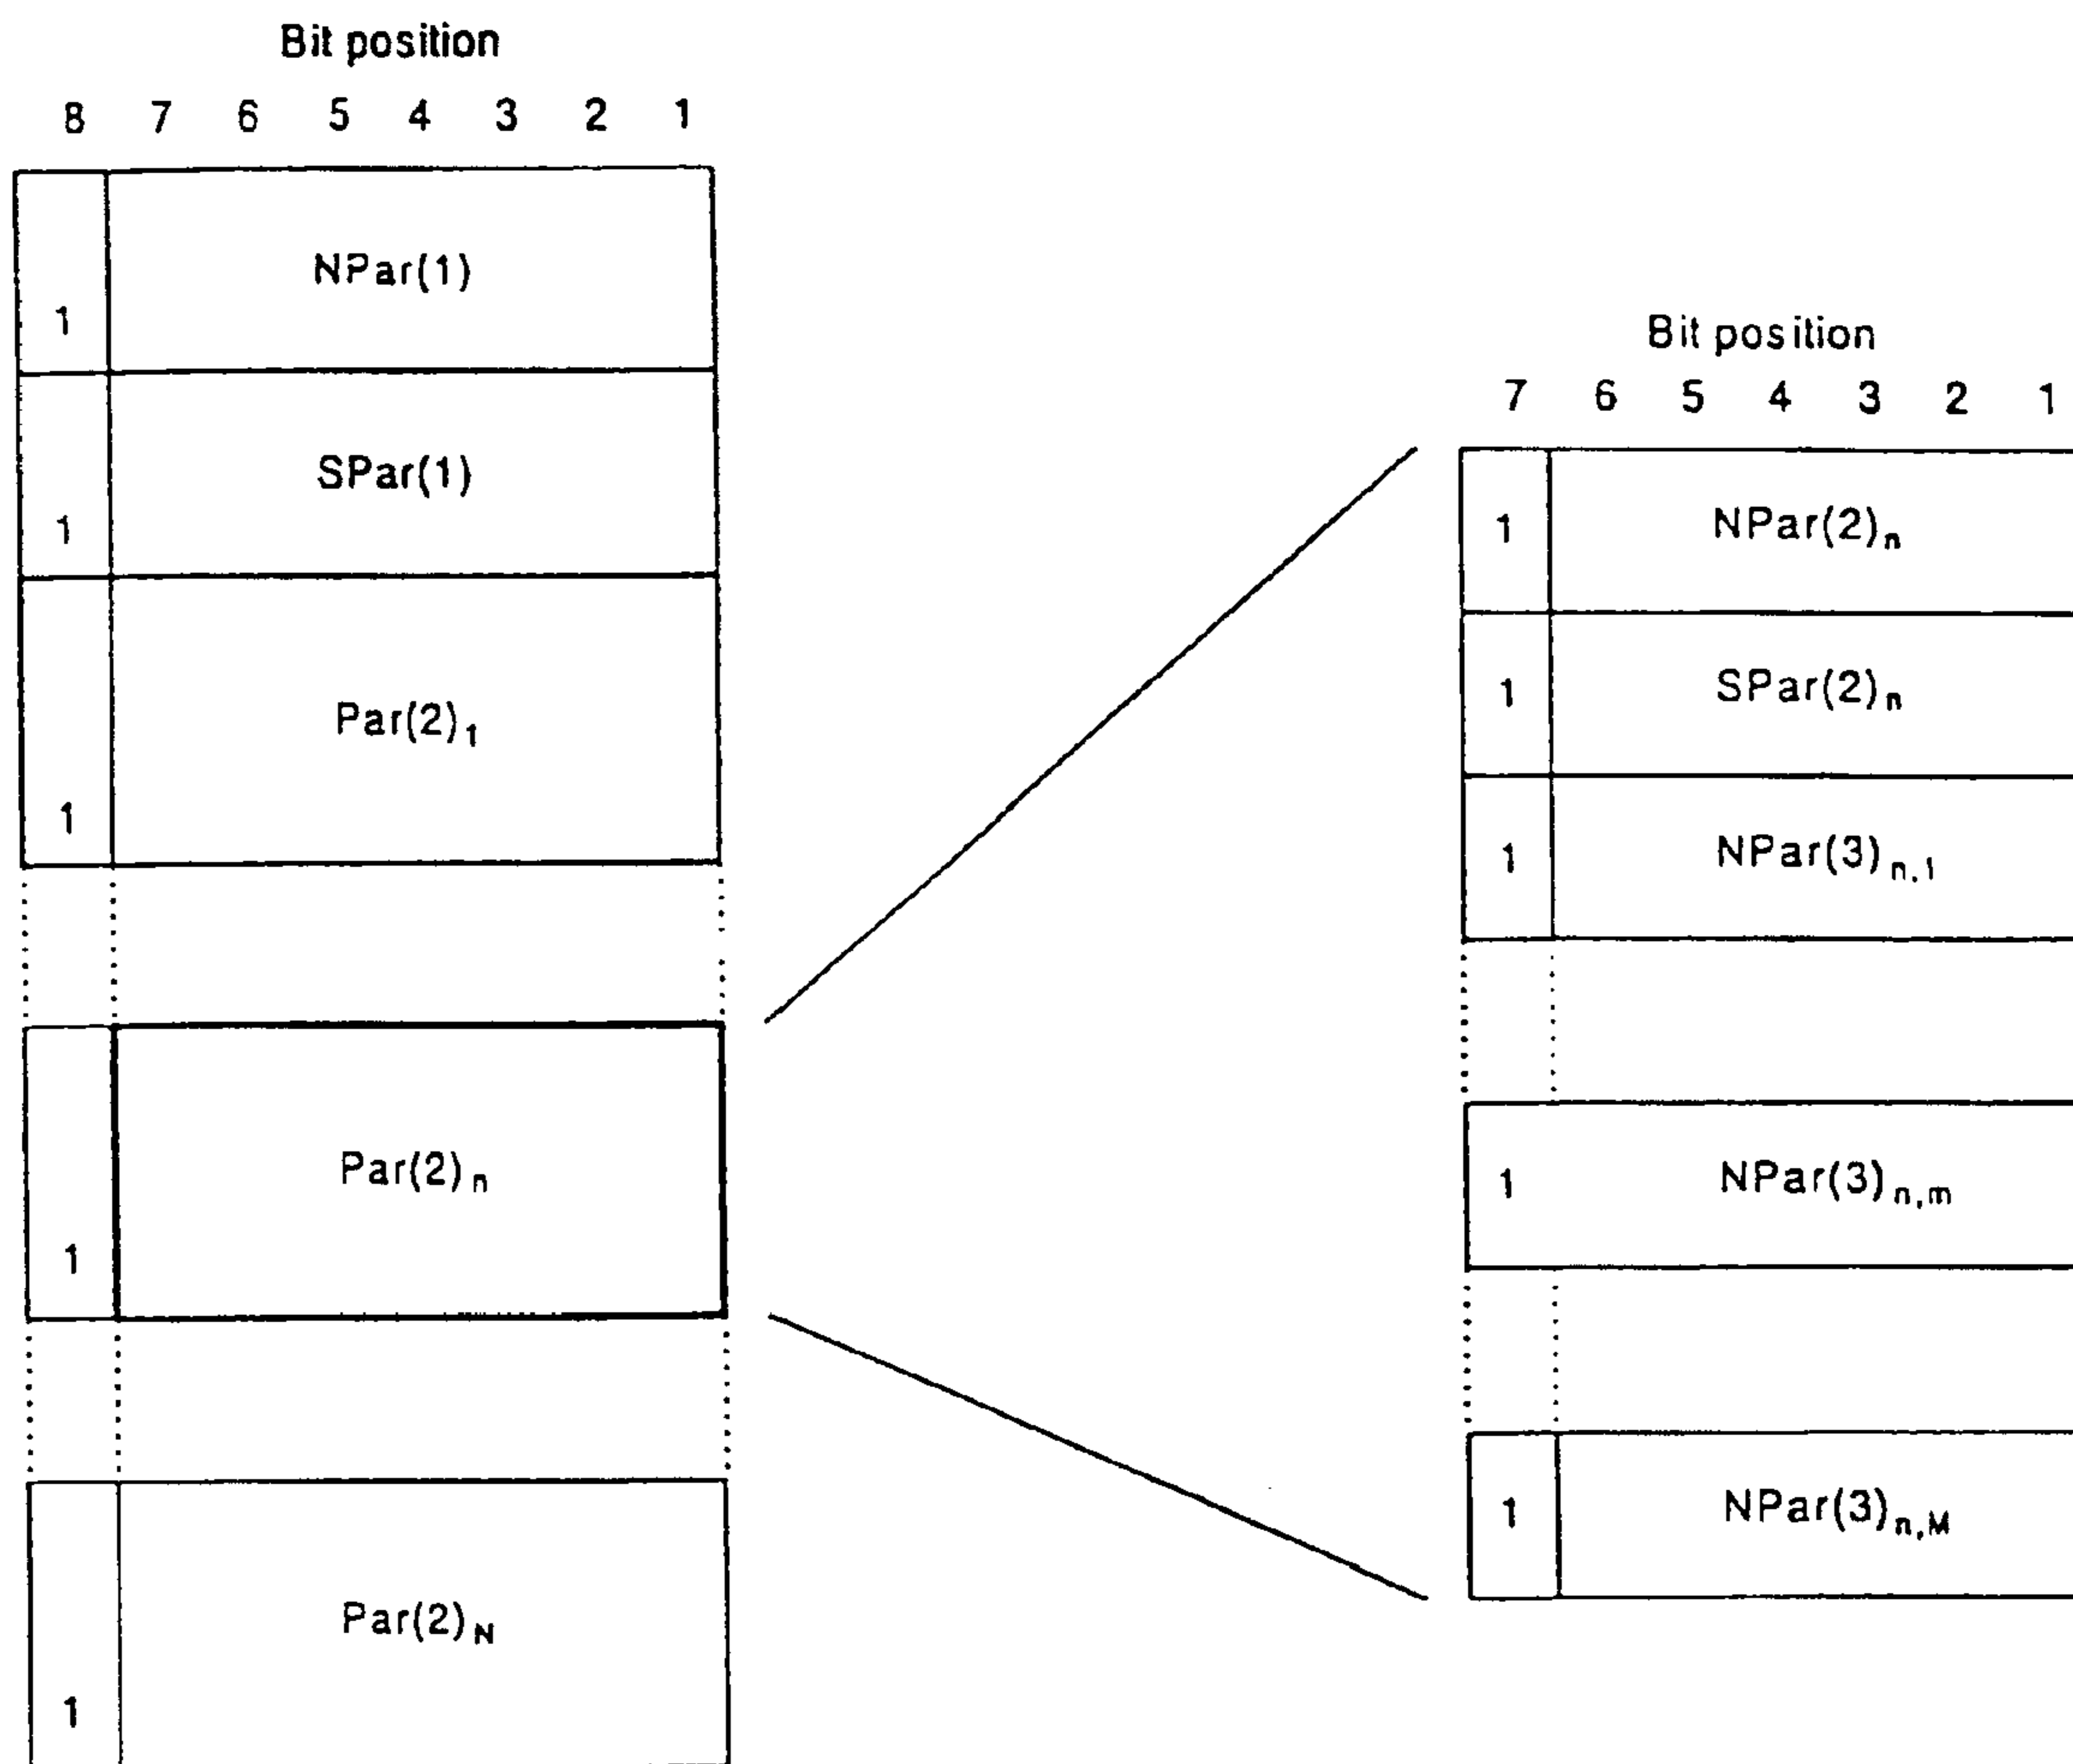 Bit position
8 7 6 5 4 3 2 1
NPar(1)
1
SPar(1)
1
Par(2)1
1
Par(2)n
1
Par(2)N
1
Bit position
7 6 5 4 3 2 1
1 NPar(2)n
1 SPar(2)n
1 NPar(3)n,1
1 NPar(3)n,m
1 NPar(3)n,M